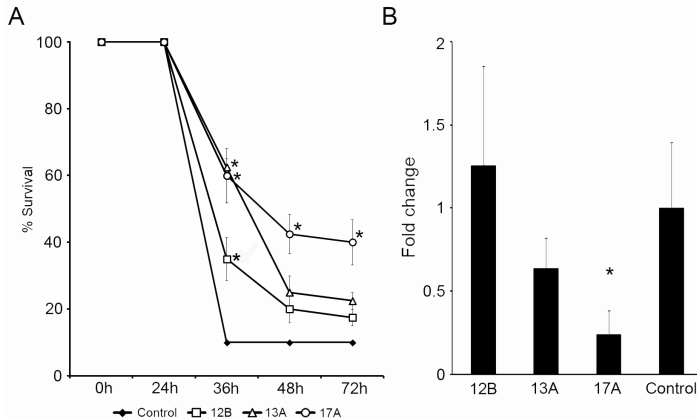 A
100
80
60
40
20
0
% Survival
*
*
*
*
*
0h 24h 36h 48h 72h
Control 12B 13A 17A
B
2
1.5
1
0.5
0
Fold change
*
12B 13A 17A Control